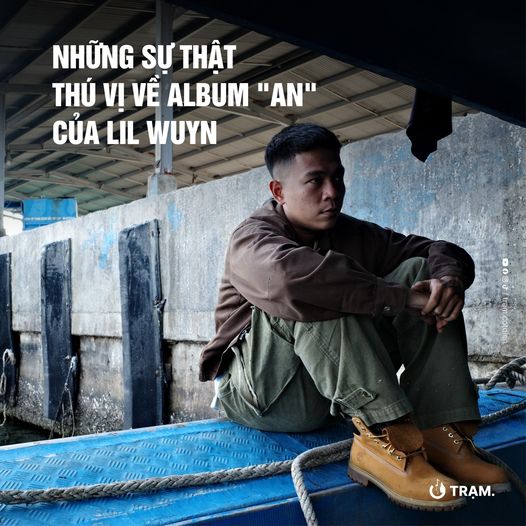 NHỮNG SỰ THẬT
THÚ VỊ VỀ ALBUM "AN"
CỦA LIL WUYN
TRẠM.